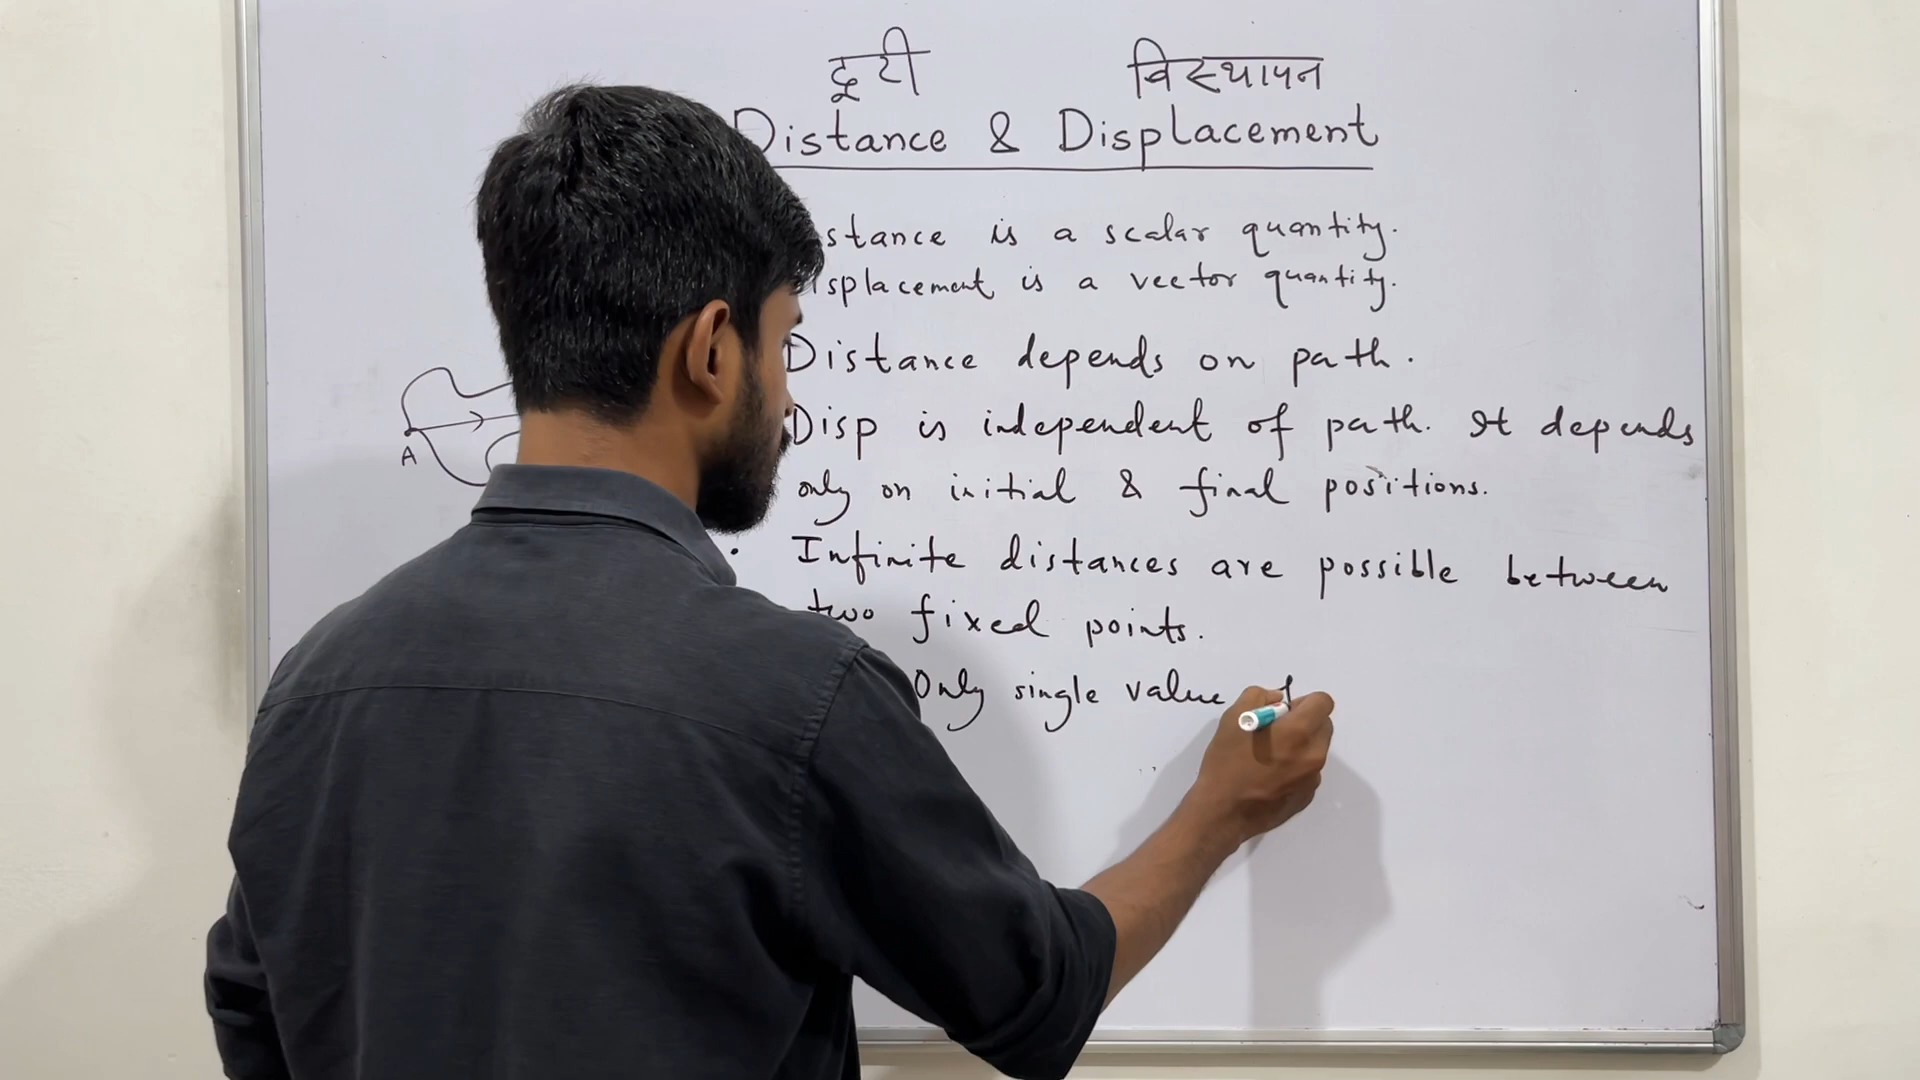 दूरी विस्थापन
Distance & Displacement
stance is a scalar quantity.
isplacement is a vector quantity.
Distance depends on path.
Disp is independent of path. It depends
only on initial & final positions.
• Infinite distances are possible between
two fixed points.
Only single value
A